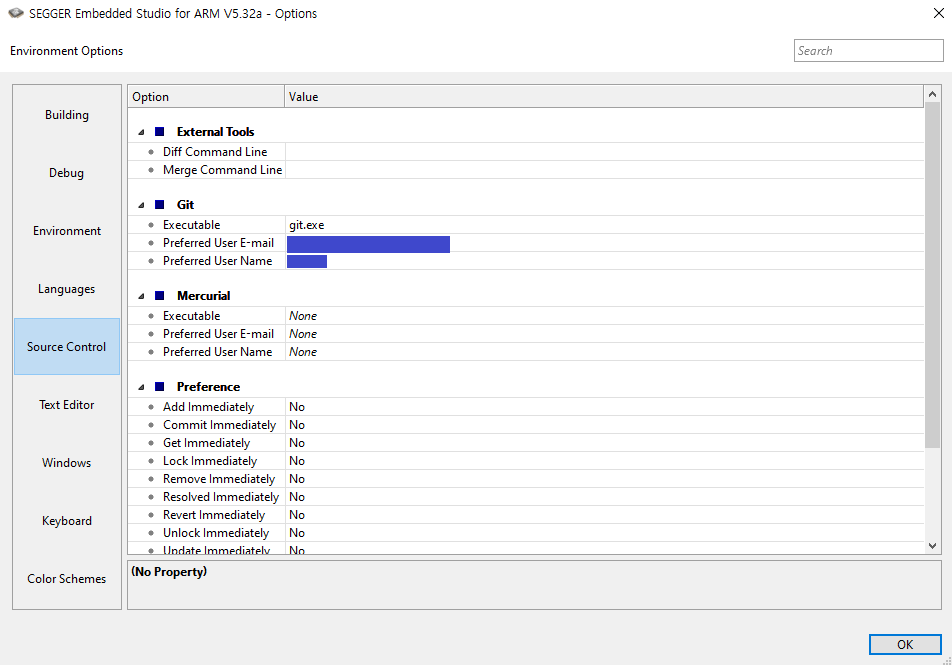 SEGGER Embedded Studio for ARM V5.32a - Options
Environment Options
Search
Building
Debug
Environment
Languages
Source Control
Text Editor
Windows
Keyboard
Color Schemes
Option Value
External Tools
Diff Command Line
Merge Command Line
Git
Executable git.exe
Preferred User E-mail
Preferred User Name
Mercurial
Executable None
Preferred User E-mail None
Preferred User Name None
Preference
Add Immediately No
Commit Immediately No
Get Immediately No
Lock Immediately No
Remove Immediately No
Resolved Immediately No
Revert Immediately No
Unlock Immediately No
Update Immediately No
(No Property)
OK